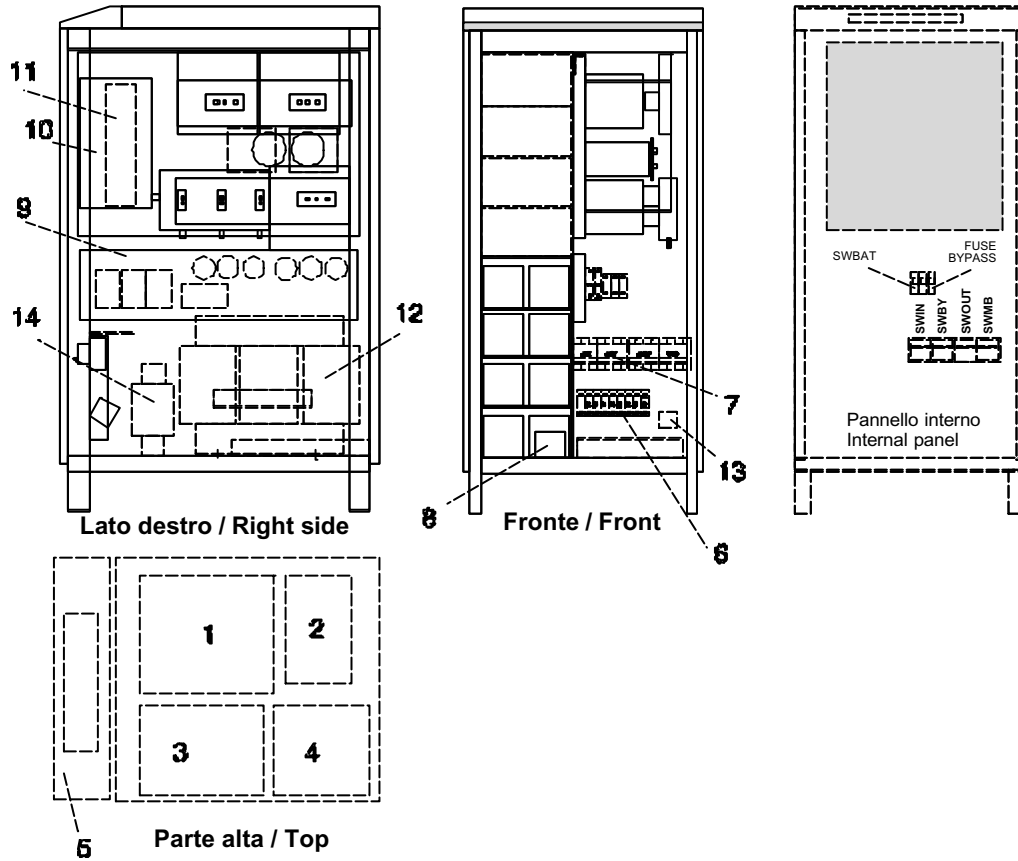 11
10
9
14
12
Lato destro / Right side
7
13
8
6
Fronte / Front
SWBAT
FUSE
BYPASS
SWIN
SWBY
SWOUT
SWMB
Pannello interno
Internal panel
1
2
3
4
5
Parte alta / Top